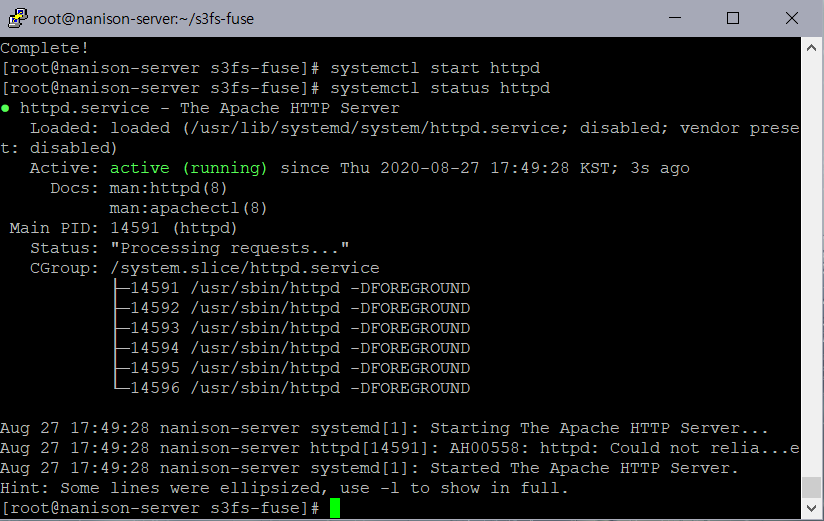 root@nanison-server:~/s3fs-fuse
Complete!
[root@nanison-server s3fs-fuse]# systemctl start httpd
[root@nanison-server s3fs-fuse]# systemctl status httpd
● httpd.service - The Apache HTTP Server
   Loaded: loaded (/usr/lib/systemd/system/httpd.service; disabled; vendor prese
t: disabled)
   Active: active (running) since Thu 2020-08-27 17:49:28 KST; 3s ago
     Docs: man:httpd(8)
           man:apachectl(8)
 Main PID: 14591 (httpd)
   Status: "Processing requests..."
   CGroup: /system.slice/httpd.service
           ├─14591 /usr/sbin/httpd -DFOREGROUND
           ├─14592 /usr/sbin/httpd -DFOREGROUND
           ├─14593 /usr/sbin/httpd -DFOREGROUND
           ├─14594 /usr/sbin/httpd -DFOREGROUND
           ├─14595 /usr/sbin/httpd -DFOREGROUND
           └─14596 /usr/sbin/httpd -DFOREGROUND

Aug 27 17:49:28 nanison-server systemd[1]: Starting The Apache HTTP Server...
Aug 27 17:49:28 nanison-server httpd[14591]: AH00558: httpd: Could not relia...e
Aug 27 17:49:28 nanison-server systemd[1]: Started The Apache HTTP Server.
Hint: Some lines were ellipsized, use -l to show in full.
[root@nanison-server s3fs-fuse]#